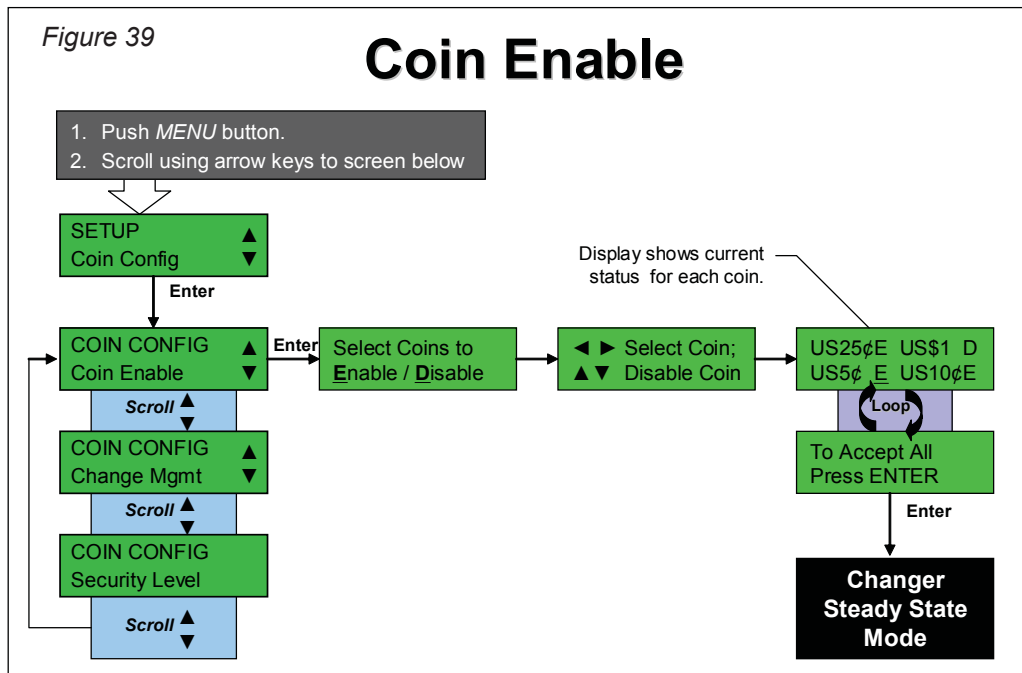 Figure 39
Coin Enable
1. Push MENU button.
2. Scroll using arrow keys to screen below
SETUP ▲
Coin Config ▼
Enter
Display shows current
status for each coin.
COIN CONFIG ▲
Coin Enable ▼
Enter
Select Coins to
Enable / Disable
◄ ► Select Coin;
▲▼ Disable Coin
US25¢E US$1 D
US5¢ E US10¢E
Scroll ▲
▼
Loop
COIN CONFIG ▲
Change Mgmt ▼
To Accept All
Press ENTER
Scroll ▲
▼
Enter
COIN CONFIG
Security Level
Changer
Steady State
Mode
Scroll ▲
▼